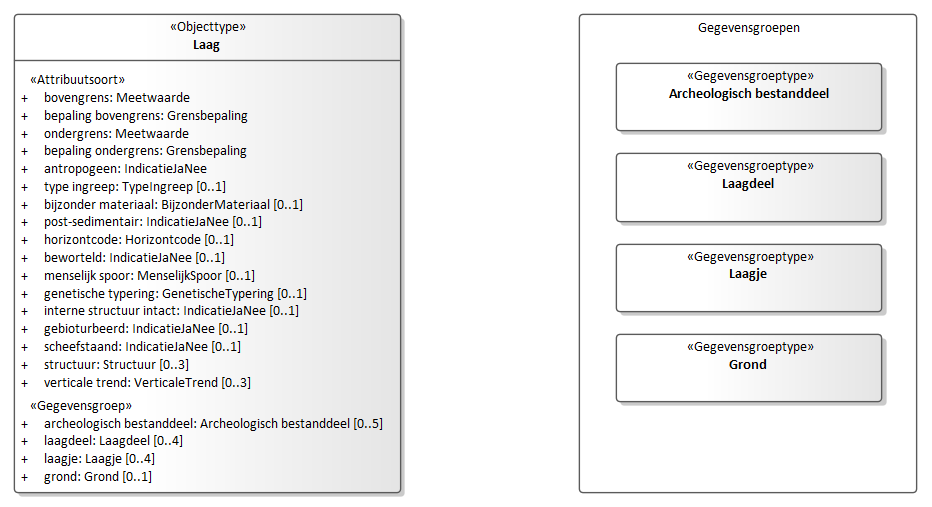 «Objecttype»
Laag
«Attribuutsoort»
+ bovengrens: Meetwaarde
+ bepaling bovengrens: Grensbepaling
+ ondergrens: Meetwaarde
+ bepaling ondergrens: Grensbepaling
+ antropogeen: IndicatieJaNee
+ type ingreep: TypeIngreep [0..1]
+ bijzonder materiaal: BijzonderMateriaal [0..1]
+ post-sedimentair: IndicatieJaNee [0..1]
+ horizontcode: Horizontcode [0..1]
+ beworteld: IndicatieJaNee [0..1]
+ menselijk spoor: MenselijkSpoor [0..1]
+ genetische typering: GenetischeTypering [0..1]
+ interne structuur intact: IndicatieJaNee [0..1]
+ gebioturbeerd: IndicatieJaNee [0..1]
+ scheefstaand: IndicatieJaNee [0..1]
+ structuur: Structuur [0..3]
+ verticale trend: VerticaleTrend [0..3]
«Gegevensgroep»
+ archeologisch bestanddeel: Archeologisch bestanddeel [0..5]
+ laagdeel: Laagdeel [0..4]
+ laagje: Laagje [0..4]
+ grond: Grond [0..1]
Gegevensgroepen
«Gegevensgroeptype»
Archeologisch bestanddeel
«Gegevensgroeptype»
Laagdeel
«Gegevensgroeptype»
Laagje
«Gegevensgroeptype»
Grond